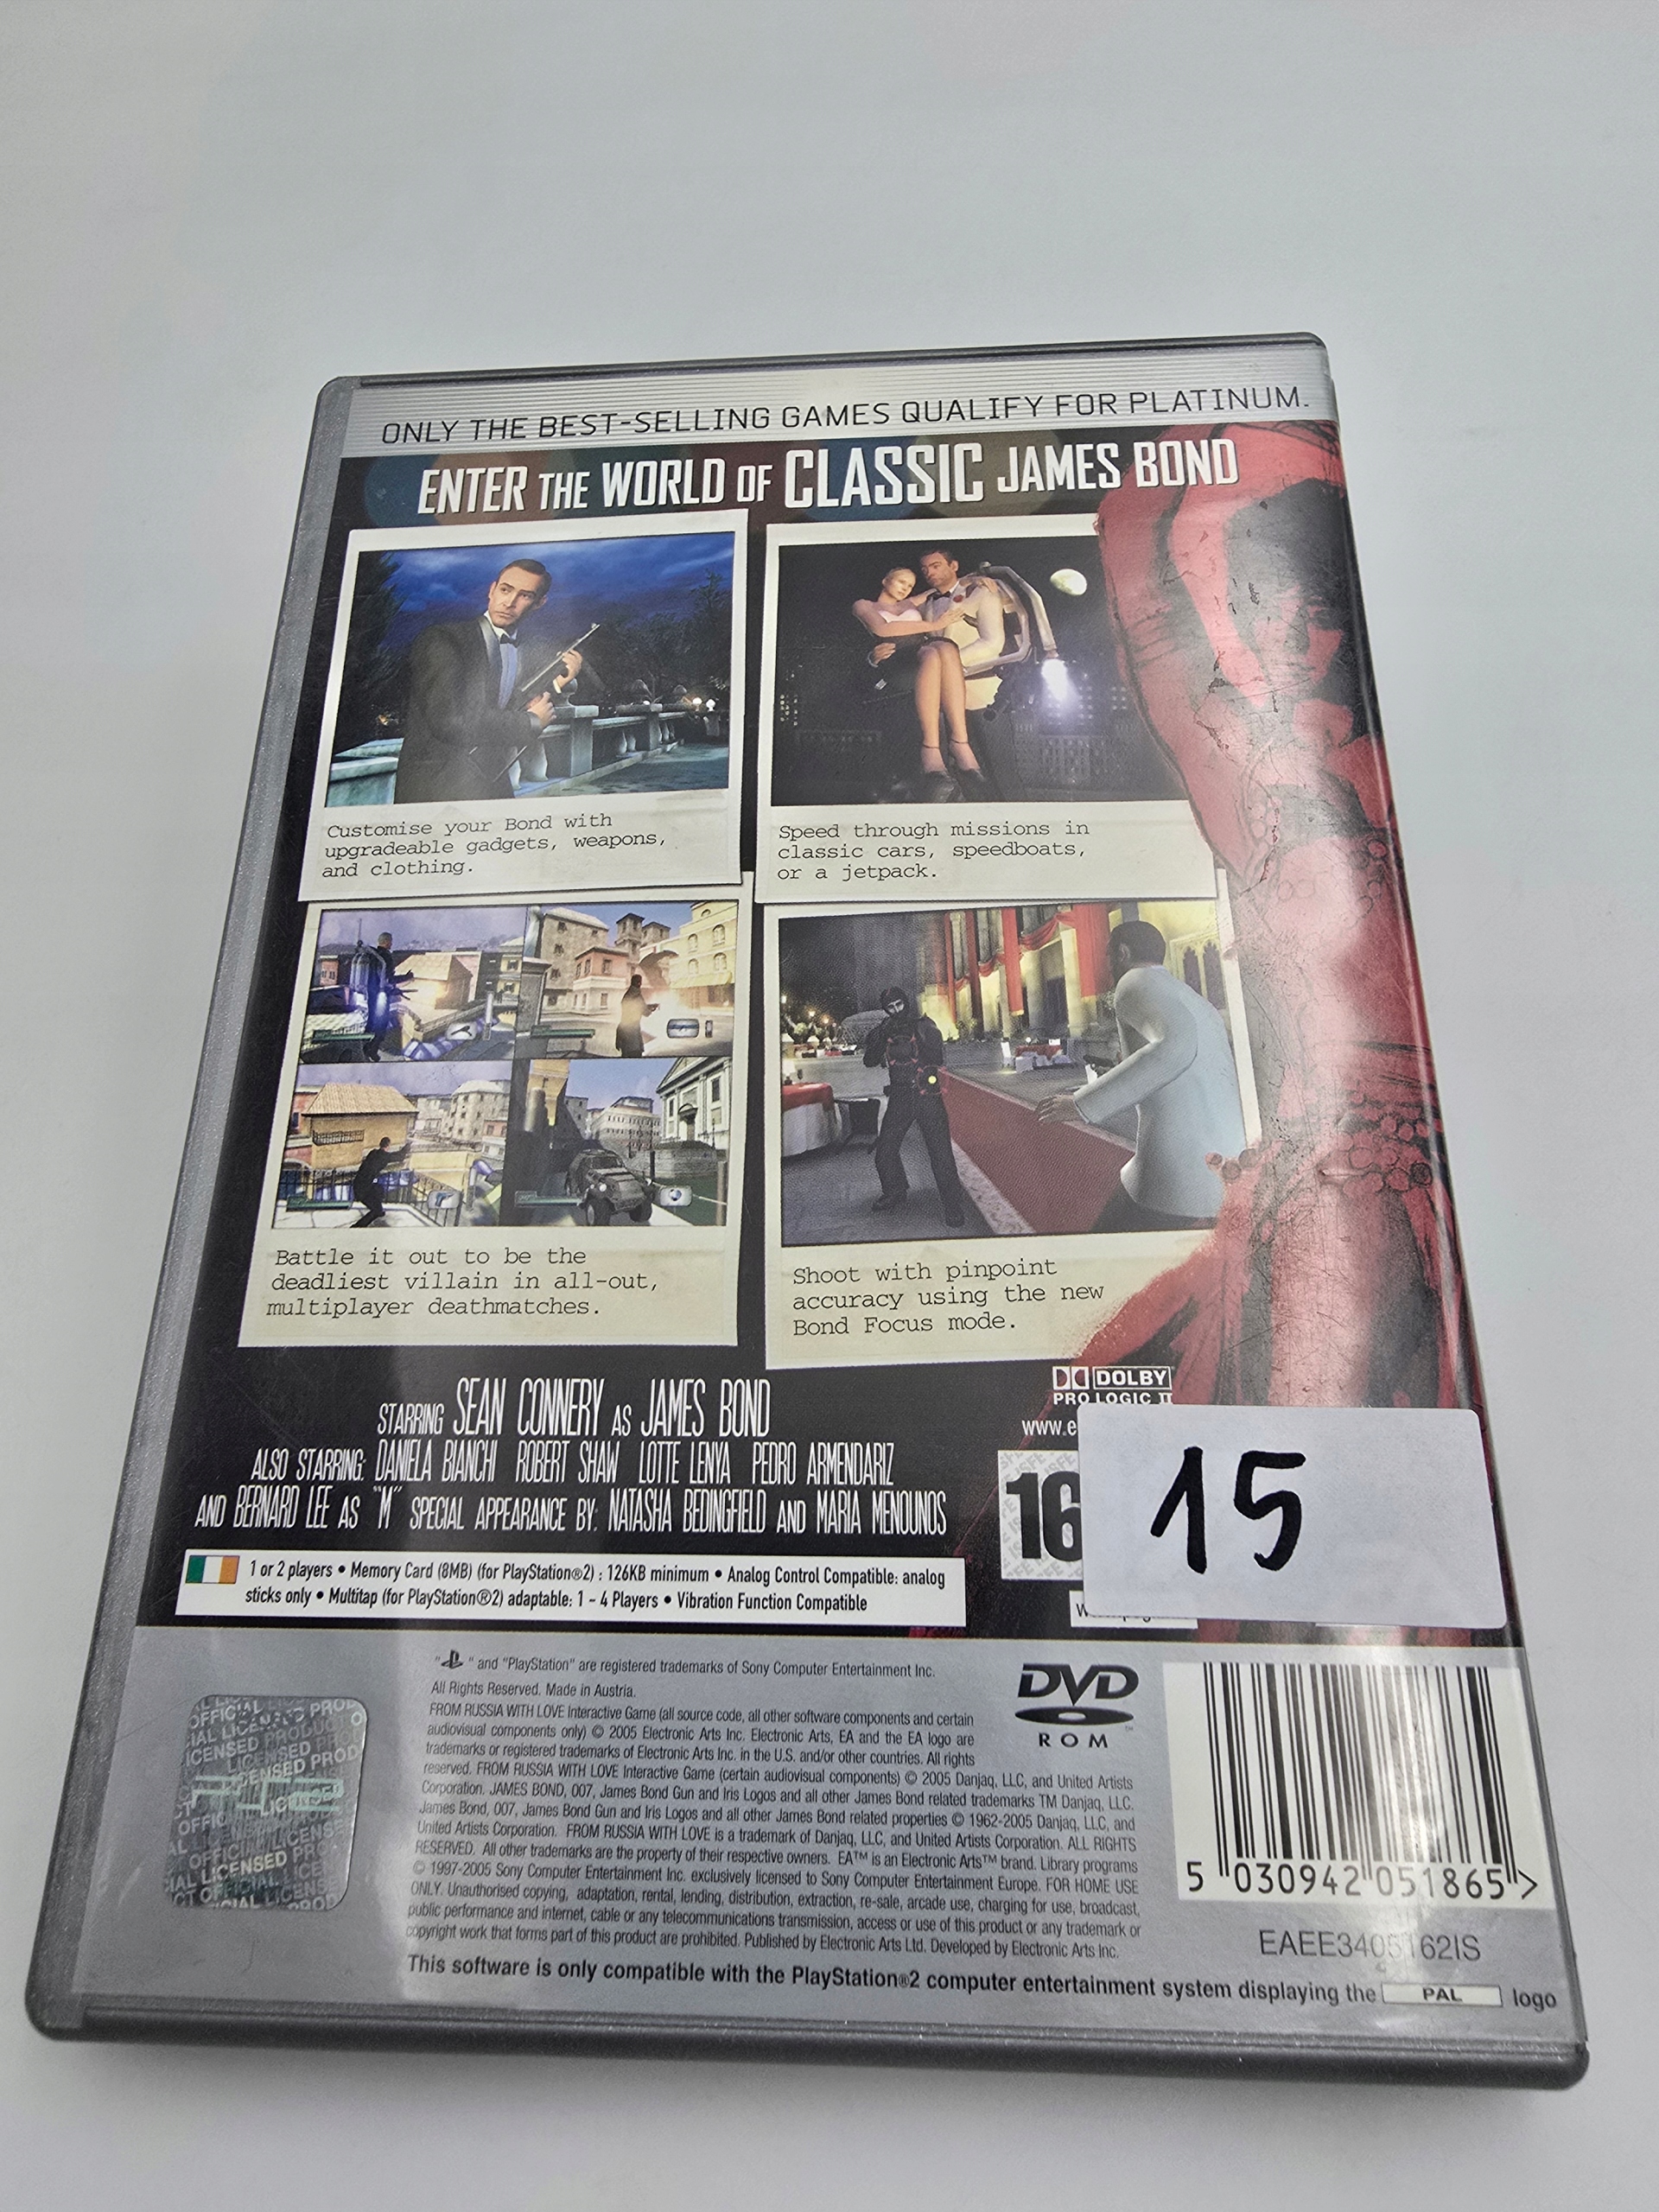 ONLY THE BEST-SELLING GAMES QUALIFY FOR PLATINUM.
ENTER THE WORLD OF CLASSIC JAMES BOND
Customise your Bond with
upgradeable gadgets, weapons,
and clothing.
Speed through missions in
classic cars, speedboats,
or a jetpack.
Battle it out to be the
deadliest villain in all-out,
multiplayer deathmatches.
Shoot with pinpoint
accuracy using the new
Bond Focus mode.
STARRING SEAN CONNERY AS JAMES BOND
ALSO STARRING: DANIELA BIANCHI ROBERT SHAW LOTTE LENYA PEDRO ARMENDARIZ
AND BERNARD LEE AS "M" SPECIAL APPEARANCE BY: NATASHA BEDINGFIELD AND MARIA MENOUNOS
DOLBY
PRO LOGIC II
www.e
16
15
1 or 2 players • Memory Card (8MB) (for PlayStation®2) : 126KB minimum • Analog Control Compatible: analog
sticks only • Multitap (for PlayStation®2) adaptable: 1 - 4 Players • Vibration Function Compatible
" " and "PlayStation" are registered trademarks of Sony Computer Entertainment Inc.
All Rights Reserved. Made in Austria.
FROM RUSSIA WITH LOVE Interactive Game (all source code, all other software components and certain
audiovisual components only) © 2005 Electronic Arts Inc. Electronic Arts, EA and the EA logo are
trademarks or registered trademarks of Electronic Arts Inc. in the U.S. and/or other countries. All rights
reserved. FROM RUSSIA WITH LOVE Interactive Game (certain audiovisual components) © 2005 Danjaq, LLC, and United Artists
Corporation. JAMES BOND, 007, James Bond Gun and Iris Logos and all other James Bond related trademarks TM Danjaq, LLC.
James Bond, 007, James Bond Gun and Iris Logos and all other James Bond related properties © 1962-2005 Danjaq, LLC, and
United Artists Corporation. FROM RUSSIA WITH LOVE is a trademark of Danjaq, LLC, and United Artists Corporation. ALL RIGHTS
RESERVED. All other trademarks are the property of their respective owners. EA™ is an Electronic Arts™ brand. Library programs
© 1997-2005 Sony Computer Entertainment Inc. exclusively licensed to Sony Computer Entertainment Europe. FOR HOME USE
ONLY. Unauthorised copying, adaptation, rental, lending, distribution, extraction, re-sale, arcade use, charging for use, broadcast,
public performance and internet, cable or any telecommunications transmission, access or use of this product or any trademark or
copyright work that forms part of this product are prohibited. Published by Electronic Arts Ltd. Developed by Electronic Arts Inc.
This software is only compatible with the PlayStation®2 computer entertainment system displaying the PAL logo
DVD
ROM
5 030942 051865 >
EAEE3405162IS